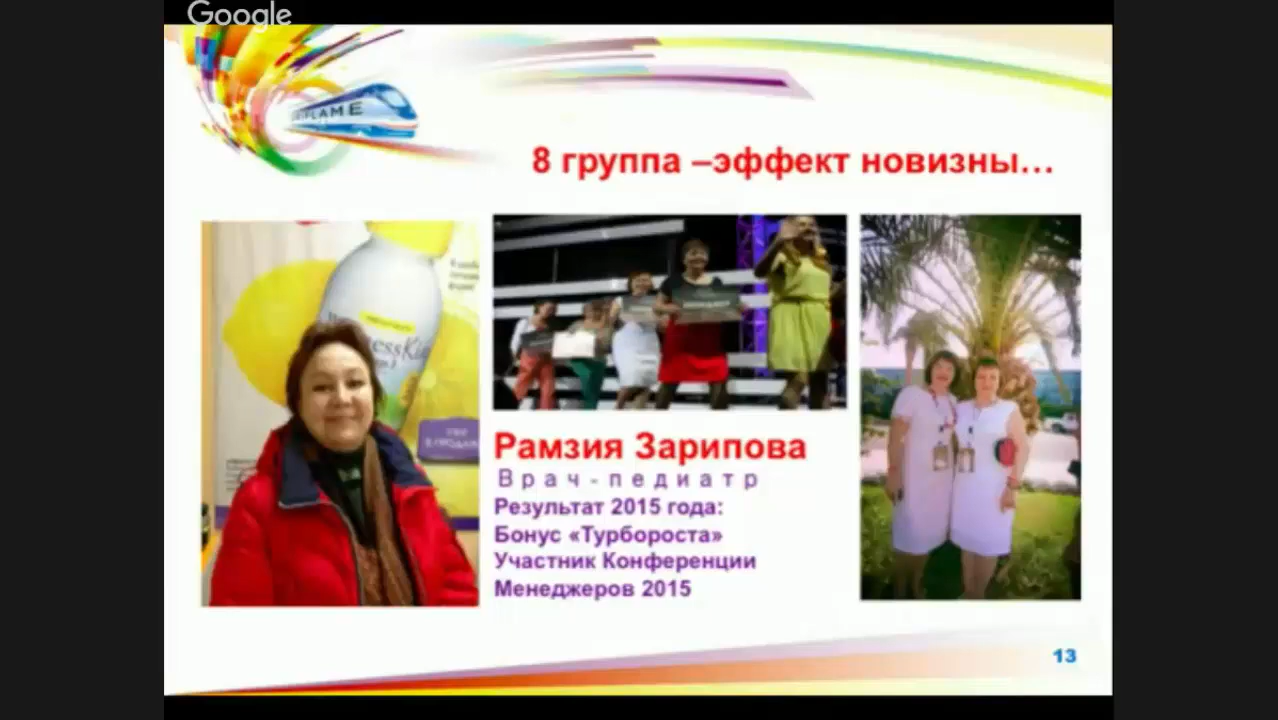 Google
RIFLAME
8 группа –эффект новизны…
Рамзия Зарипова
Врач-педиатр
Результат 2015 года:
Бонус «Турбороста»
Участник Конференции
Менеджеров 2015
13